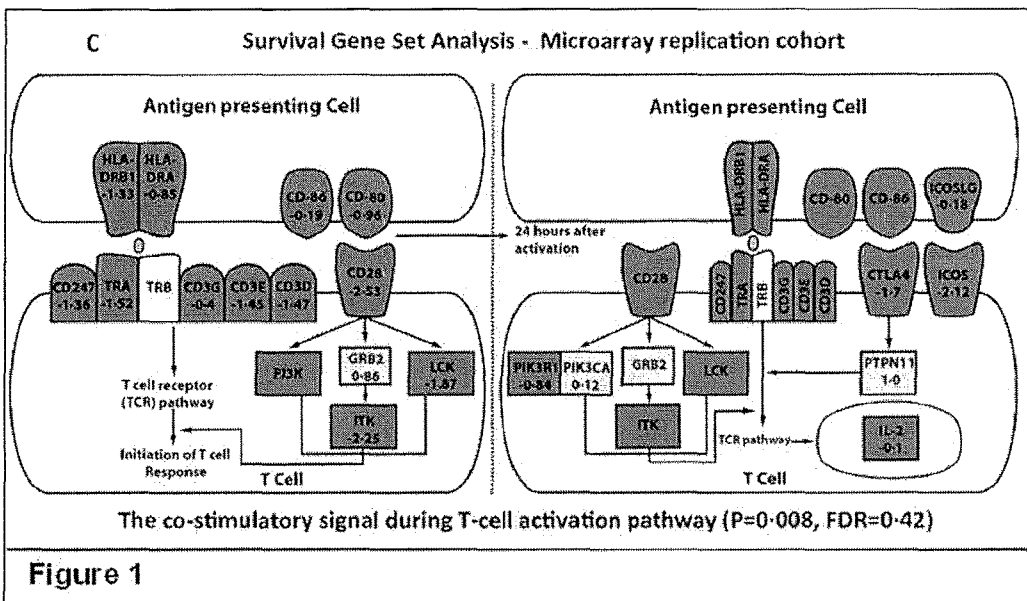 C Survival Gene Set Analysis - Microarray replication cohort
Antigen presenting Cell
HLA-
DRB1
-1·33
HLA-
DRA
-0·85
CD-86
-0·19
CD-80
-0·96
24 hours after
activation
CD247
-1·36
TRA
-1·52
TRB
CD3G
-0·4
CD3E
-1·45
CD3D
-1·47
CD28
-2·53
PI3K
GRB2
0·86
LCK
-1·87
ITK
-2·25
T cell receptor
(TCR) pathway
Initiation of T cell
Response
T Cell
Antigen presenting Cell
HLA-DRB1
HLA-DRA
CD-80
CD-86
ICOSLG
0·18
CD28
CD247
TRA
TRB
CD3G
CD3E
CD3D
CTLA4
-1·7
ICOS
-2·12
PIK3R1
-0·84
PIK3CA
0·12
GRB2
LCK
ITK
PTPN11
1·0
TCR pathway
IL-2
-0·1
T Cell
The co-stimulatory signal during T-cell activation pathway (P=0·008, FDR=0·42)
Figure 1